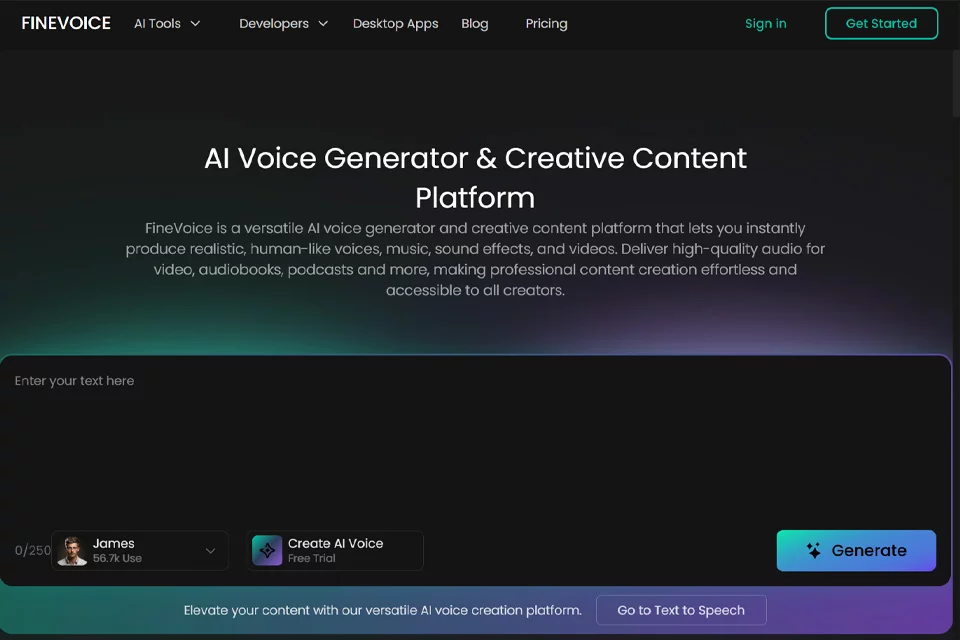 FINEVOICE AI Tools Developers Desktop Apps Blog Pricing Sign in Get Started
AI Voice Generator & Creative Content
Platform
FineVoice is a versatile AI voice generator and creative content platform that lets you instantly
produce realistic, human-like voices, music, sound effects, and videos. Deliver high-quality audio for
video, audiobooks, podcasts and more, making professional content creation effortless and
accessible to all creators.
Enter your text here
0/250
James
56.7k Use
Create AI Voice
Free Trial
Generate
Elevate your content with our versatile AI voice creation platform. Go to Text to Speech